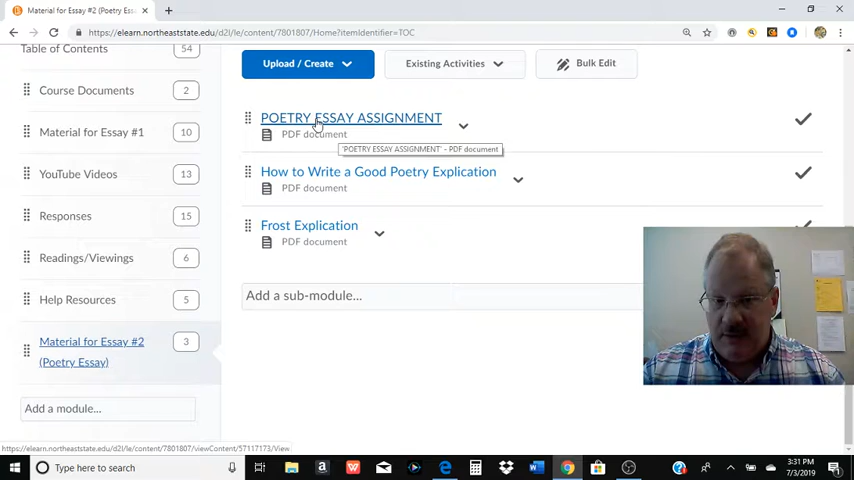 Material for Essay #2 (Poetry Ess
https://elearn.northeaststate.edu/d2l/le/content/7801807/Home?itemIdentifier=TOC
Table of Contents
54
Course Documents
2
Material for Essay #1
10
YouTube Videos
13
Responses
15
Readings/Viewings
6
Help Resources
5
Material for Essay #2
(Poetry Essay)
3
Add a module...
Upload / Create
Existing Activities
Bulk Edit
POETRY ESSAY ASSIGNMENT
PDF document
'POETRY ESSAY ASSIGNMENT' - PDF document
How to Write a Good Poetry Explication
PDF document
Frost Explication
PDF document
Add a sub-module...
https://elearn.northeaststate.edu/d2l/le/content/7801807/viewContent/57117173/View
Type here to search
3:31 PM
7/3/2019